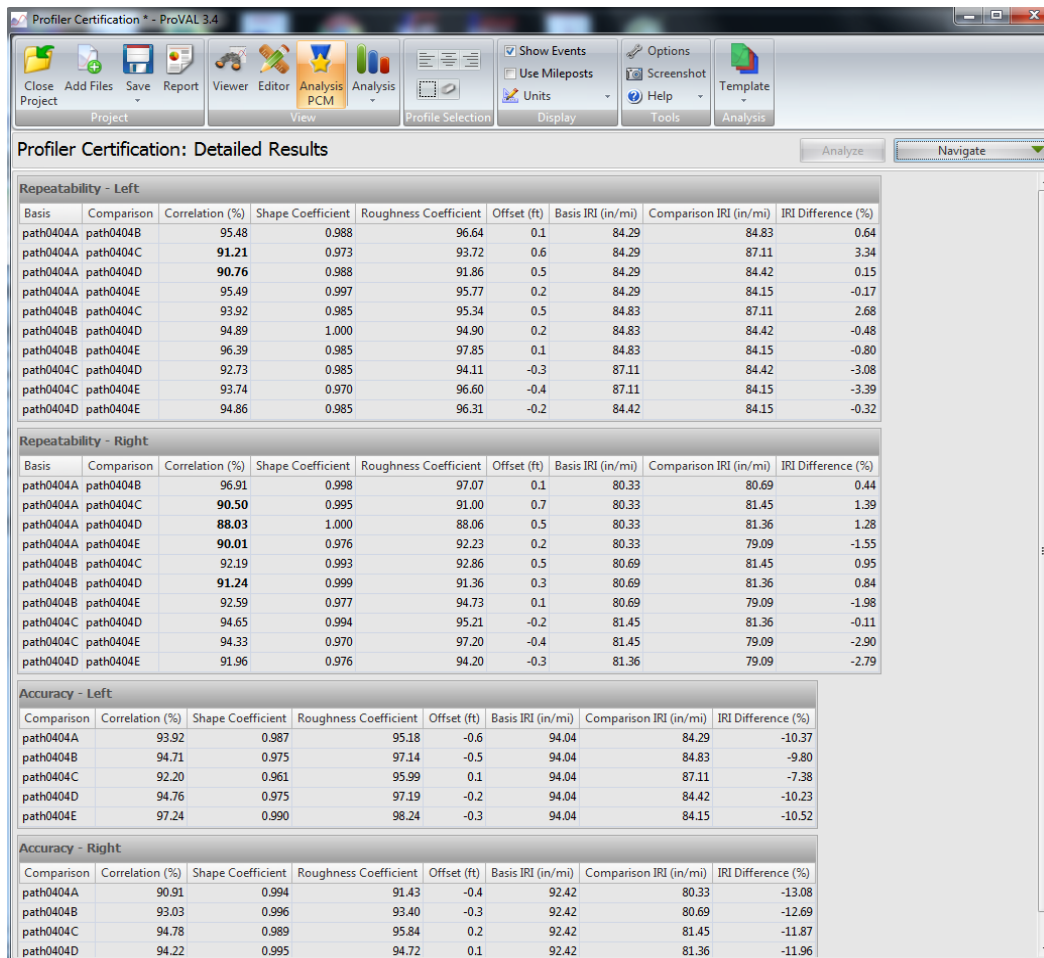 Profiler Certification * - ProVAL 3.4
Close Project Add Files Save Report Viewer Editor Analysis PCM Analysis
Show Events
Use Mileposts
Units
Options
Screenshot
Help
Template
Project View Profile Selection Display Tools Analysis
Profiler Certification: Detailed Results
Analyze Navigate
Repeatability - Left
Basis Comparison Correlation (%) Shape Coefficient Roughness Coefficient Offset (ft) Basis IRI (in/mi) Comparison IRI (in/mi) IRI Difference (%)
path0404A path0404B 95.48 0.988 96.64 0.1 84.29 84.83 0.64
path0404A path0404C 91.21 0.973 93.72 0.6 84.29 87.11 3.34
path0404A path0404D 90.76 0.988 91.86 0.5 84.29 84.42 0.15
path0404A path0404E 95.49 0.997 95.77 0.2 84.29 84.15 -0.17
path0404B path0404C 93.92 0.985 95.34 0.5 84.83 87.11 2.68
path0404B path0404D 94.89 1.000 94.90 0.2 84.83 84.42 -0.48
path0404B path0404E 96.39 0.985 97.85 0.1 84.83 84.15 -0.80
path0404C path0404D 92.73 0.985 94.11 -0.3 87.11 84.42 -3.08
path0404C path0404E 93.74 0.970 96.60 -0.4 87.11 84.15 -3.39
path0404D path0404E 94.86 0.985 96.31 -0.2 84.42 84.15 -0.32
Repeatability - Right
Basis Comparison Correlation (%) Shape Coefficient Roughness Coefficient Offset (ft) Basis IRI (in/mi) Comparison IRI (in/mi) IRI Difference (%)
path0404A path0404B 96.91 0.998 97.07 0.1 80.33 80.69 0.44
path0404A path0404C 90.50 0.995 91.00 0.7 80.33 81.45 1.39
path0404A path0404D 88.03 1.000 88.06 0.5 80.33 81.36 1.28
path0404A path0404E 90.01 0.976 92.23 0.2 80.33 79.09 -1.55
path0404B path0404C 92.19 0.993 92.86 0.5 80.69 81.45 0.95
path0404B path0404D 91.24 0.999 91.36 0.3 80.69 81.36 0.84
path0404B path0404E 92.59 0.977 94.73 0.1 80.69 79.09 -1.98
path0404C path0404D 94.65 0.994 95.21 -0.2 81.45 81.36 -0.11
path0404C path0404E 94.33 0.970 97.20 -0.4 81.45 79.09 -2.90
path0404D path0404E 91.96 0.976 94.20 -0.3 81.36 79.09 -2.79
Accuracy - Left
Comparison Correlation (%) Shape Coefficient Roughness Coefficient Offset (ft) Basis IRI (in/mi) Comparison IRI (in/mi) IRI Difference (%)
path0404A 93.92 0.987 95.18 -0.6 94.04 84.29 -10.37
path0404B 94.71 0.975 97.14 -0.5 94.04 84.83 -9.80
path0404C 92.20 0.961 95.99 0.1 94.04 87.11 -7.38
path0404D 94.76 0.975 97.19 -0.2 94.04 84.42 -10.23
path0404E 97.24 0.990 98.24 -0.3 94.04 84.15 -10.52
Accuracy - Right
Comparison Correlation (%) Shape Coefficient Roughness Coefficient Offset (ft) Basis IRI (in/mi) Comparison IRI (in/mi) IRI Difference (%)
path0404A 90.91 0.994 91.43 -0.4 92.42 80.33 -13.08
path0404B 93.03 0.996 93.40 -0.3 92.42 80.69 -12.69
path0404C 94.78 0.989 95.84 0.2 92.42 81.45 -11.87
path0404D 94.22 0.995 94.72 0.1 92.42 81.36 -11.96